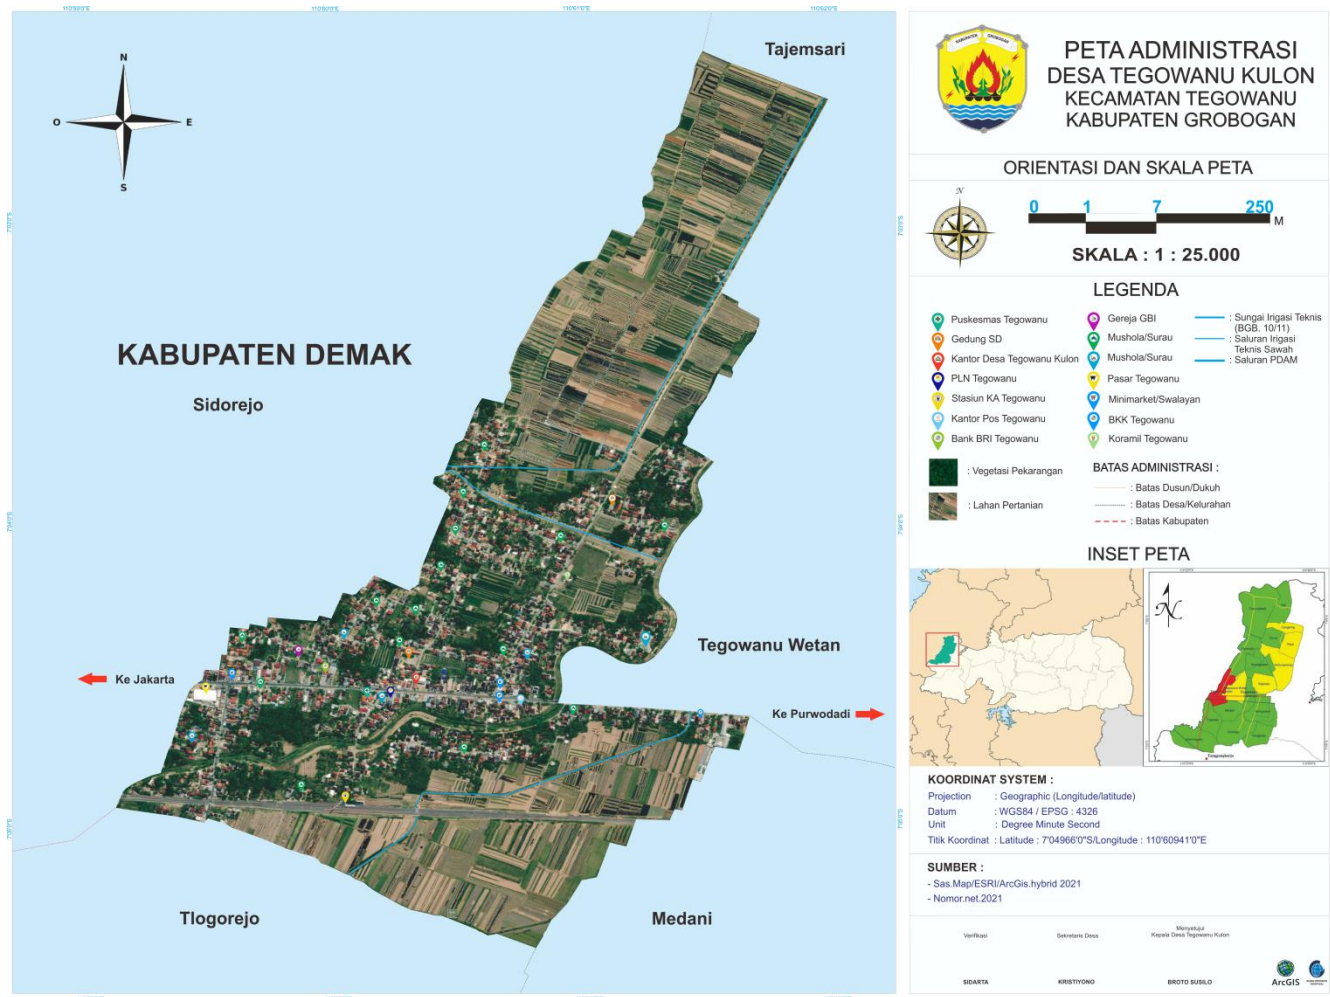 Tajemsari
N
O
E
S
KABUPATEN DEMAK
Sidorejo
Tegowanu Wetan
Ke Jakarta
Ke Purwodadi
Tlogorejo
Medani
KABUPATEN GROBOGAN
PETA ADMINISTRASI
DESA TEGOWANU KULON
KECAMATAN TEGOWANU
KABUPATEN GROBOGAN
ORIENTASI DAN SKALA PETA
N
0 1 7 250
M
SKALA : 1 : 25.000
LEGENDA
Puskesmas Tegowanu
Gedung SD
Kantor Desa Tegowanu Kulon
PLN Tegowanu
Stasiun KA Tegowanu
Kantor Pos Tegowanu
Bank BRI Tegowanu
Gereja GBI
Mushola/Surau
Mushola/Surau
Pasar Tegowanu
Minimarket/Swalayan
BKK Tegowanu
Koramil Tegowanu
: Sungai Irigasi Teknis
(BGB. 10/11)
: Saluran Irigasi
Teknis Sawah
: Saluran PDAM
: Vegetasi Pekarangan
: Lahan Pertanian
BATAS ADMINISTRASI :
: Batas Dusun/Dukuh
: Batas Desa/Kelurahan
: Batas Kabupaten
INSET PETA
N
KOORDINAT SYSTEM :
Projection : Geographic (Longitude/latitude)
Datum : WGS84 / EPSG : 4326
Unit : Degree Minute Second
Titik Koordinat : Latitude : 7'04966'0"S/Longitude : 110'60941'0"E
SUMBER :
- Sas.Map/ESRI/ArcGis.hybrid 2021
- Nomor.net.2021
Verifikasi
Sekretaris Desa
Menyetujui
Kepala Desa Tegowanu Kulon
SIDARTA
KRISTIYONO
BROTO SUSILO
ArcGIS